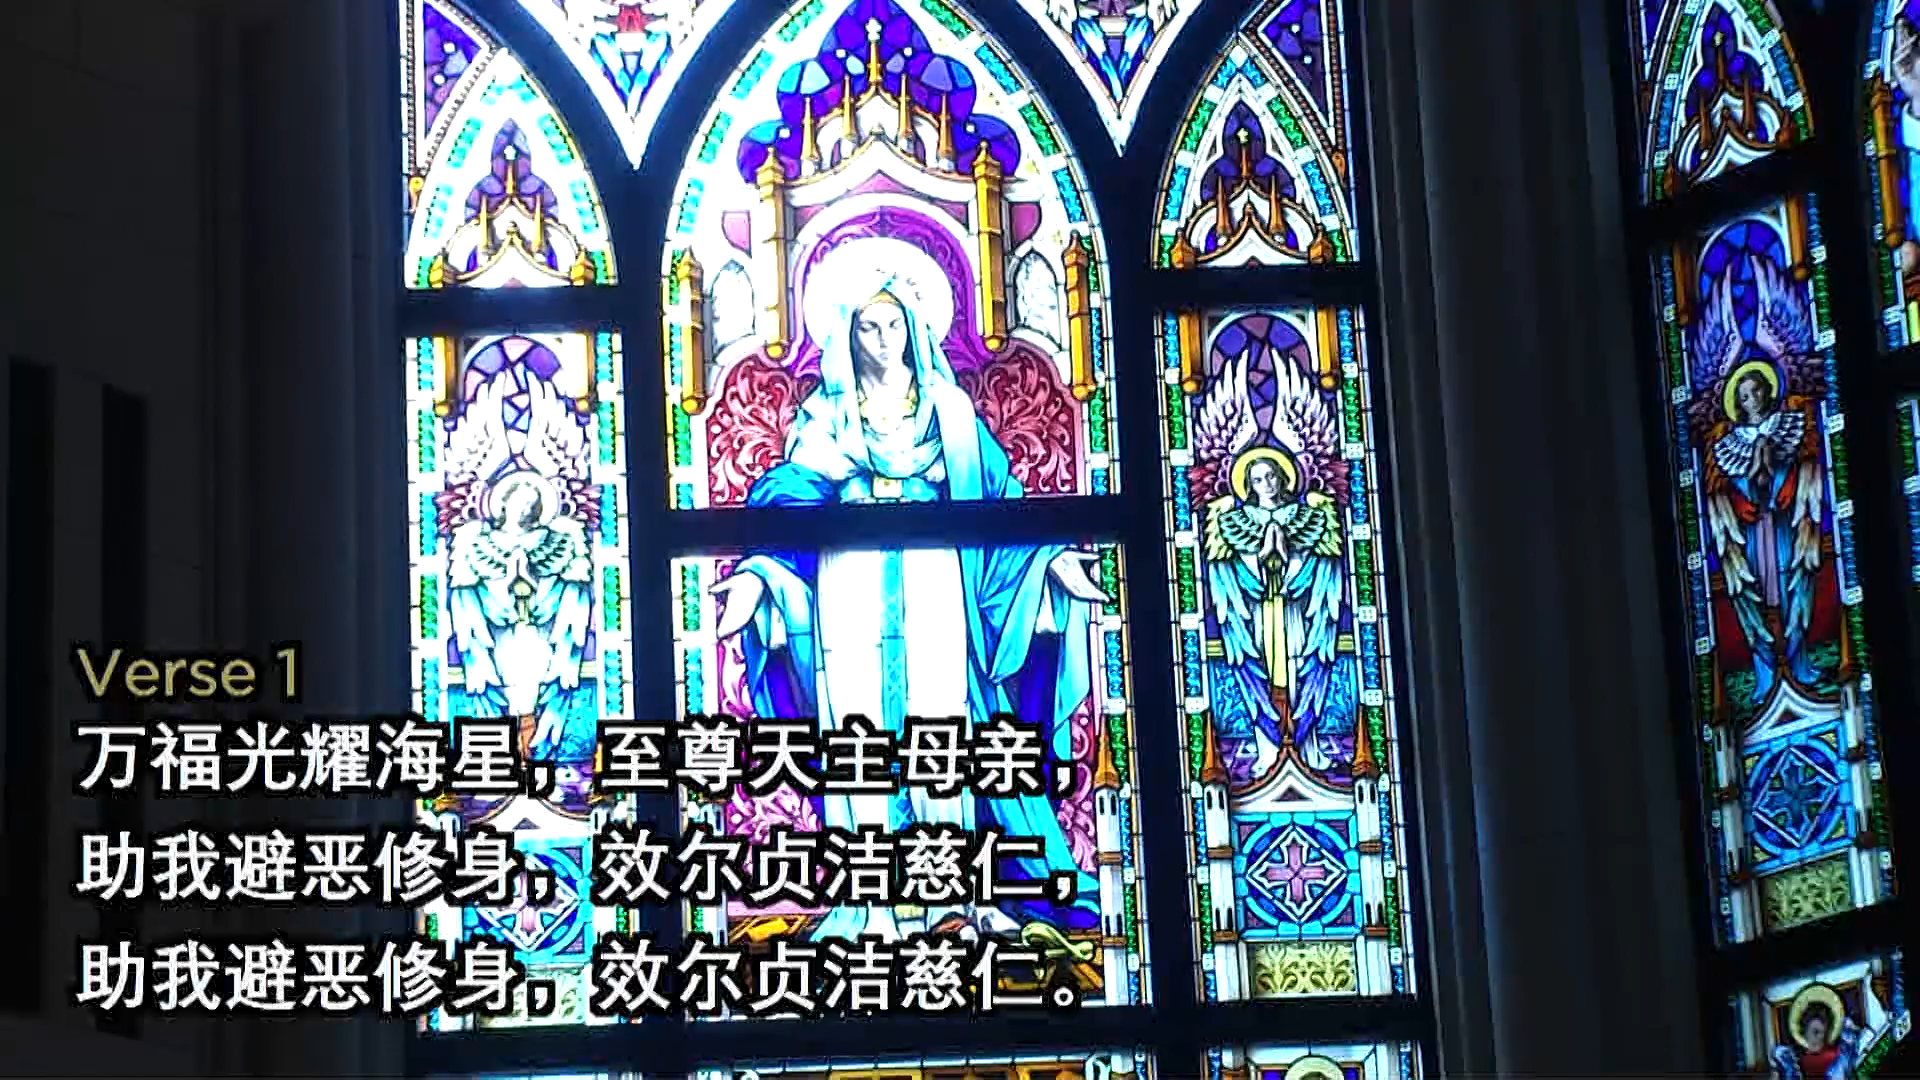 Verse 1
万福光耀海星，至尊天主母亲，
助我避恶修身，效尔贞洁慈仁，
助我避恶修身，效尔贞洁慈仁。